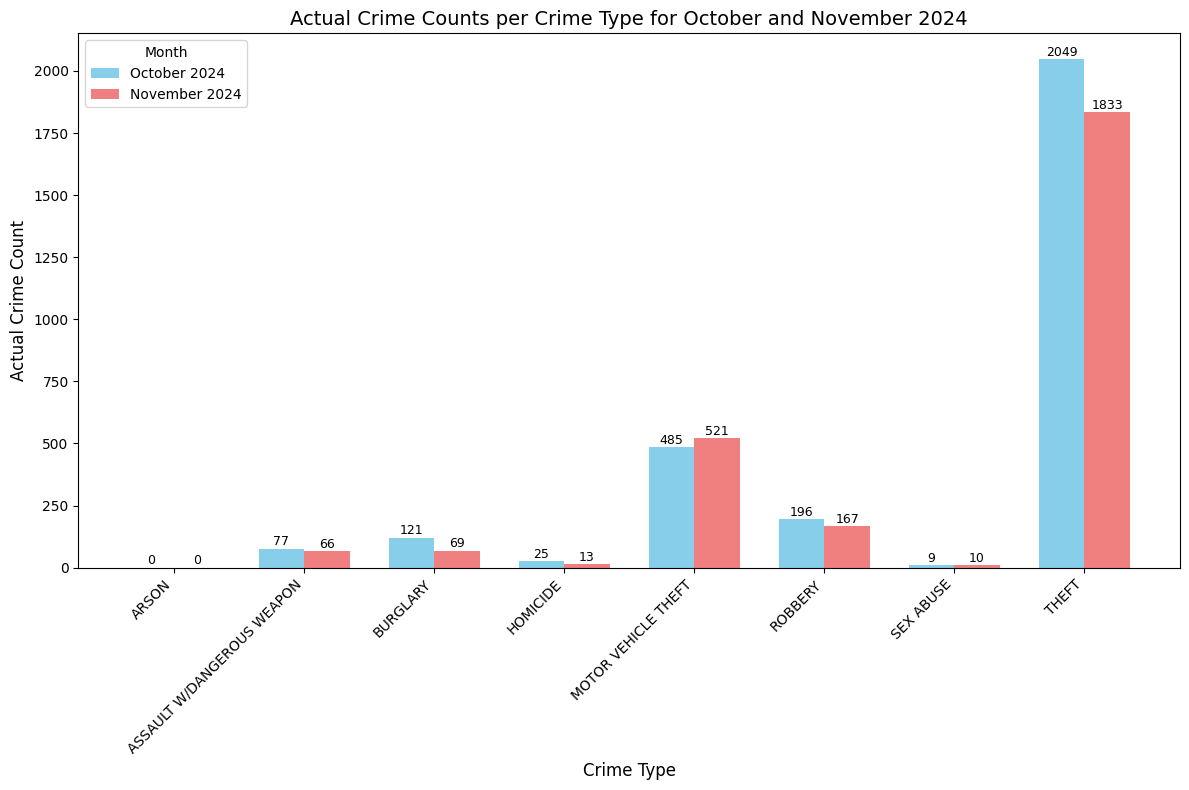 Actual Crime Counts per Crime Type for October and November 2024
Month
October 2024
November 2024
Actual Crime Count
2000
1750
1500
1250
1000
750
500
250
0
0 0
77 66
121 69
25 13
485 521
196 167
9 10
2049 1833
ARSON
ASSAULT W/DANGEROUS WEAPON
BURGLARY
HOMICIDE
MOTOR VEHICLE THEFT
ROBBERY
SEX ABUSE
THEFT
Crime Type